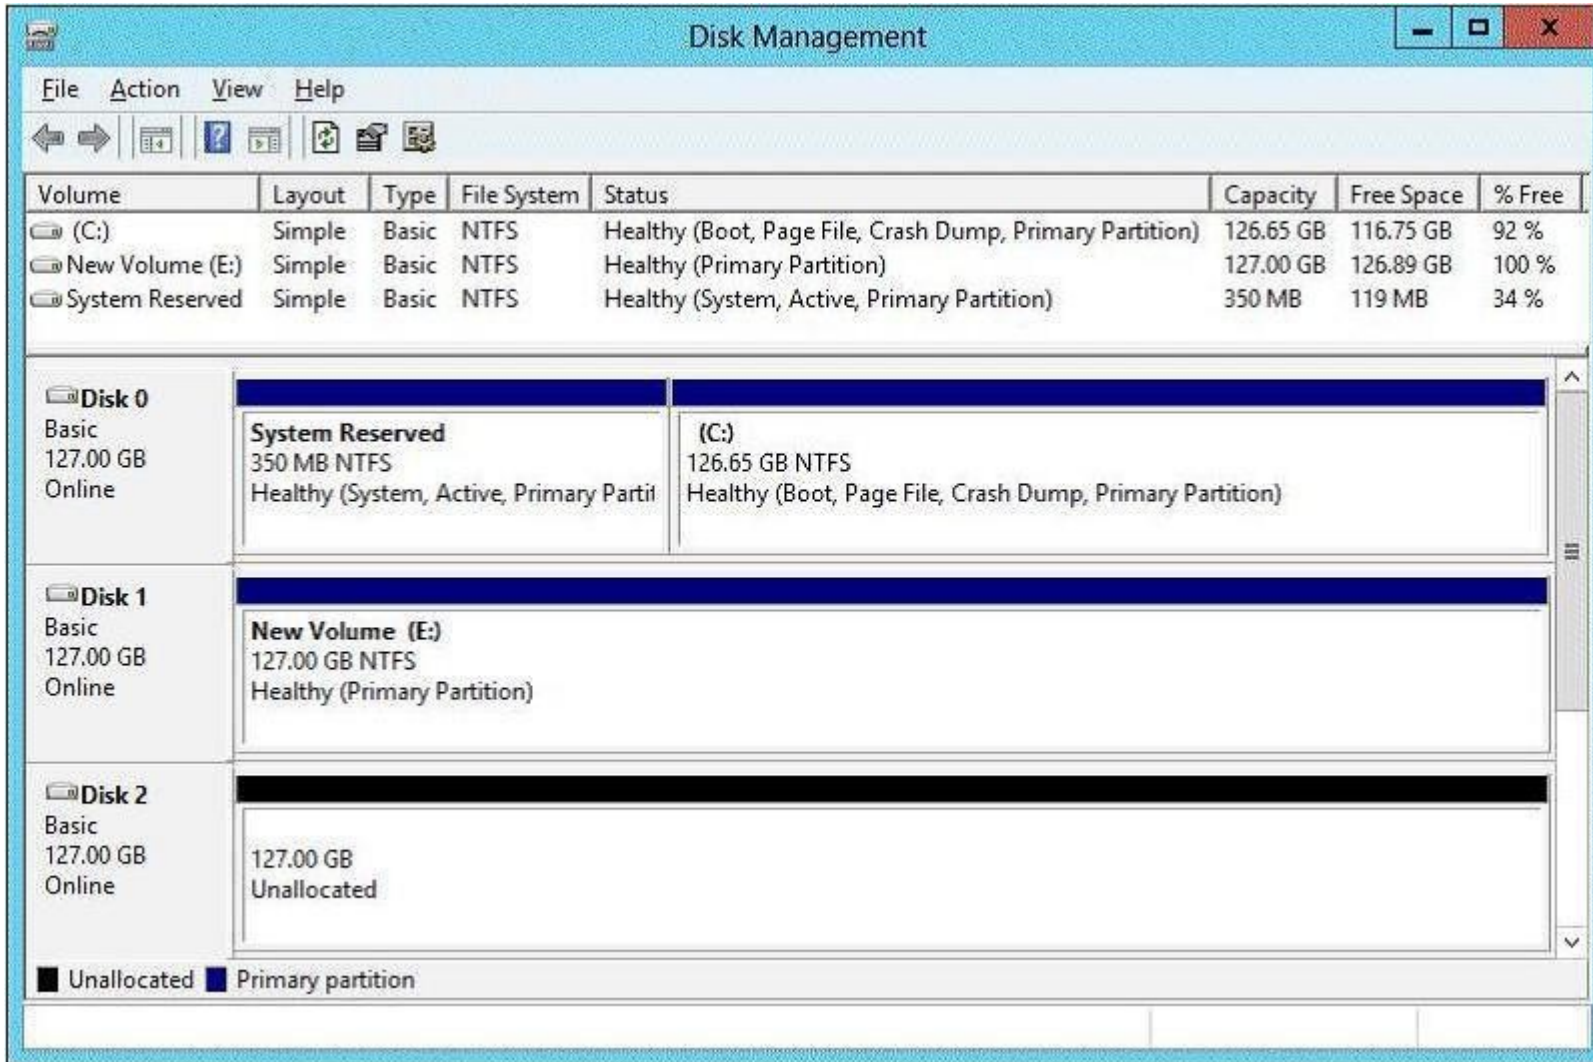 Disk Management
File Action View Help
Volume Layout Type File System Status Capacity Free Space % Free
(C:) Simple Basic NTFS Healthy (Boot, Page File, Crash Dump, Primary Partition) 126.65 GB 116.75 GB 92 %
New Volume (E:) Simple Basic NTFS Healthy (Primary Partition) 127.00 GB 126.89 GB 100 %
System Reserved Simple Basic NTFS Healthy (System, Active, Primary Partition) 350 MB 119 MB 34 %
Disk 0
Basic
127.00 GB
Online
System Reserved
350 MB NTFS
Healthy (System, Active, Primary Partit
(C:)
126.65 GB NTFS
Healthy (Boot, Page File, Crash Dump, Primary Partition)
Disk 1
Basic
127.00 GB
Online
New Volume (E:)
127.00 GB NTFS
Healthy (Primary Partition)
Disk 2
Basic
127.00 GB
Online
127.00 GB
Unallocated
Unallocated Primary partition